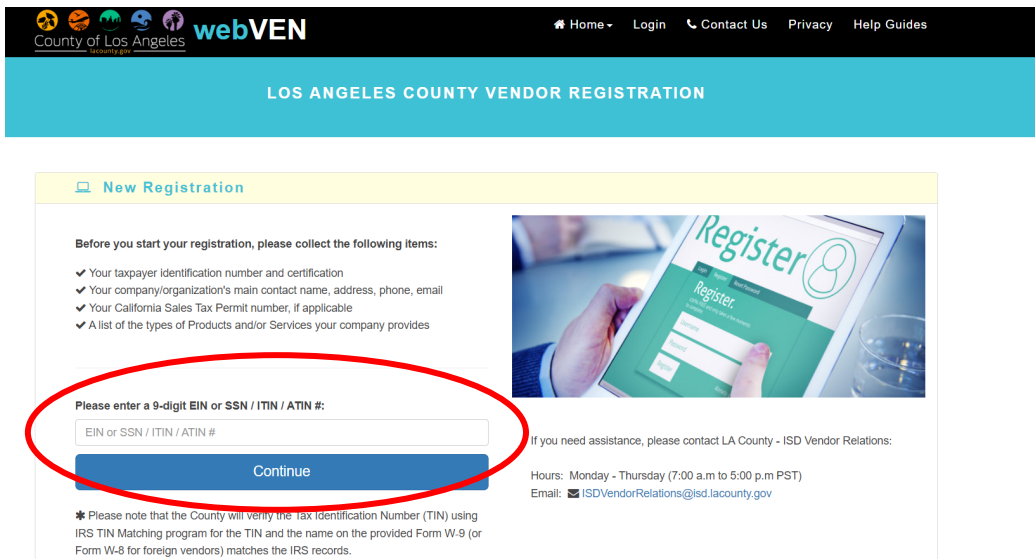 County of Los Angeles
lacounty.gov
webVEN
Home
Login
Contact Us
Privacy
Help Guides
LOS ANGELES COUNTY VENDOR REGISTRATION
New Registration
Before you start your registration, please collect the following items:
Your taxpayer identification number and certification
Your company/organization's main contact name, address, phone, email
Your California Sales Tax Permit number, if applicable
A list of the types of Products and/or Services your company provides
Register
Login Register Reset Password
Register.
Username
Password
Register
Please enter a 9-digit EIN or SSN / ITIN / ATIN #:
EIN or SSN / ITIN / ATIN #
Continue
✱ Please note that the County will verify the Tax Identification Number (TIN) using
IRS TIN Matching program for the TIN and the name on the provided Form W-9 (or
Form W-8 for foreign vendors) matches the IRS records.
If you need assistance, please contact LA County - ISD Vendor Relations:
Hours: Monday - Thursday (7:00 a.m to 5:00 p.m PST)
Email: ISDVendorRelations@isd.lacounty.gov